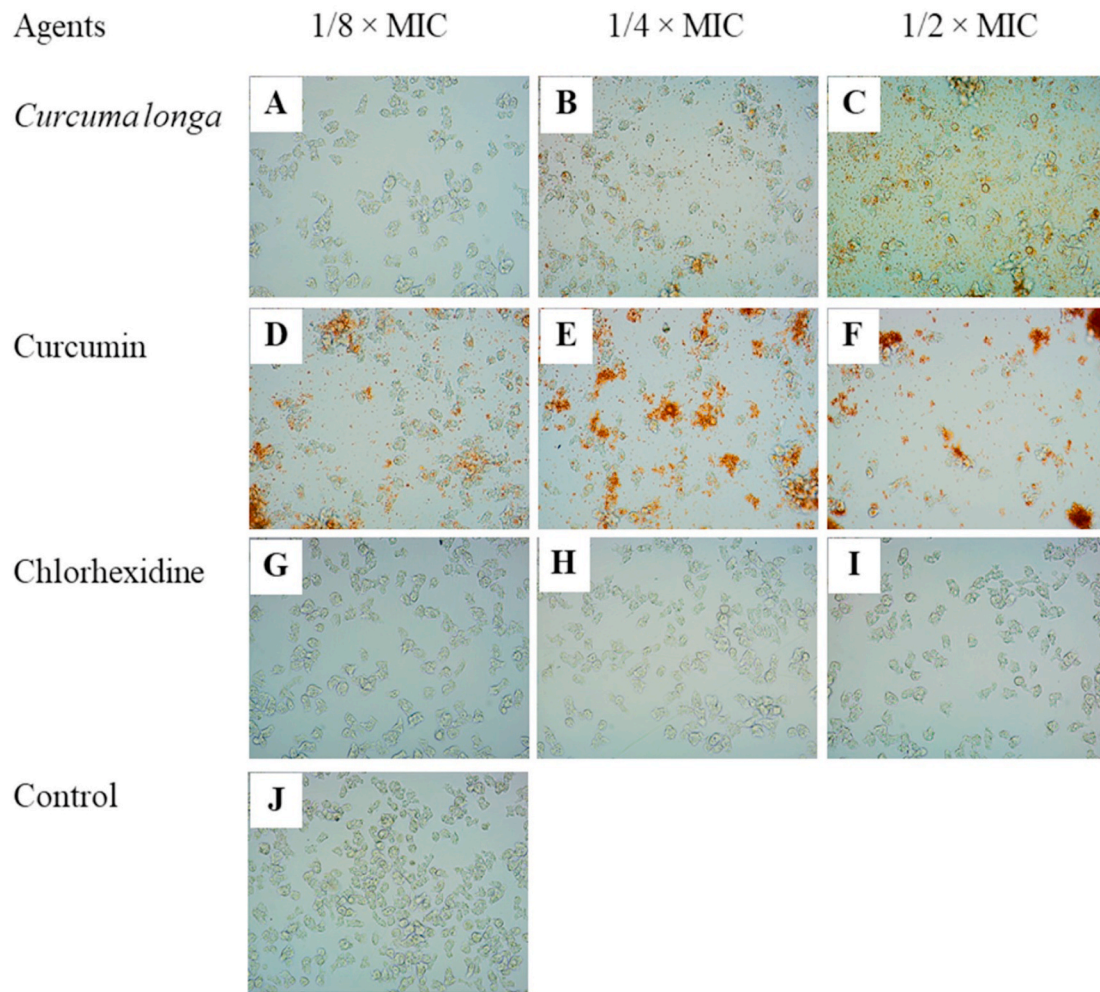 Agents 1/8 × MIC 1/4 × MIC 1/2 × MIC
Curcuma longa A B C
Curcumin D E F
Chlorhexidine G H I
Control J